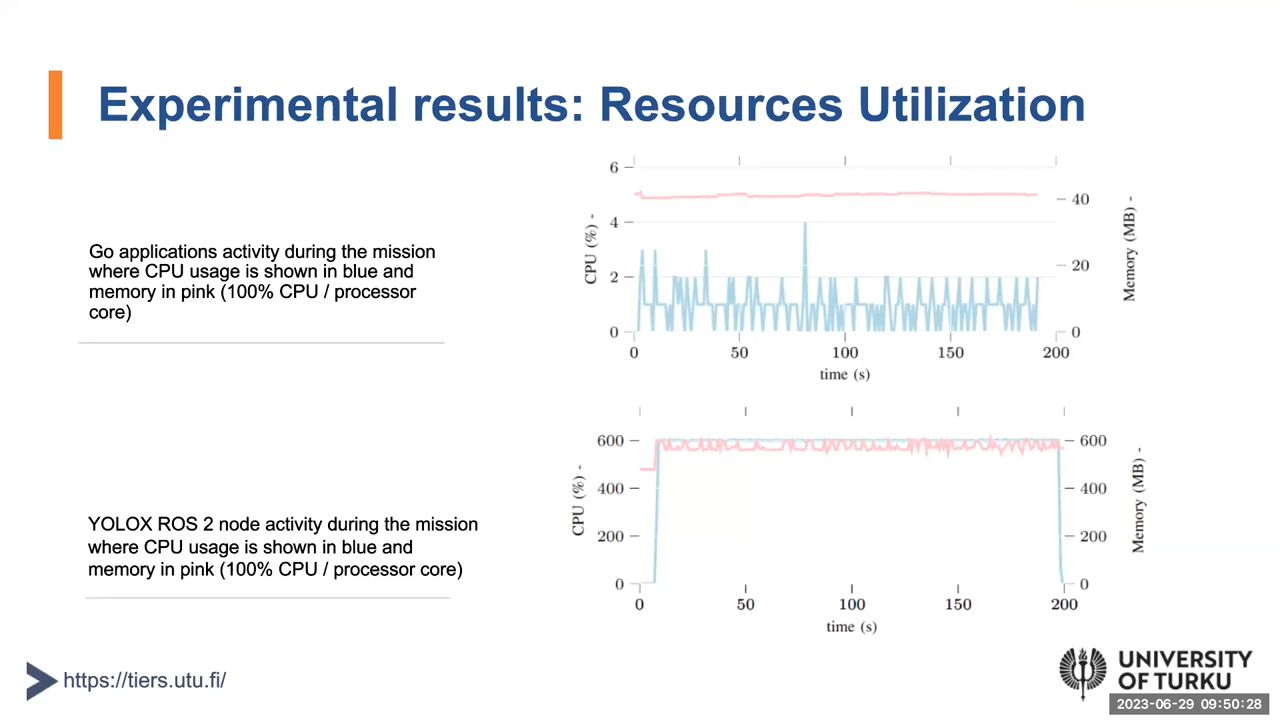 Experimental results: Resources Utilization
Go applications activity during the mission
where CPU usage is shown in blue and
memory in pink (100% CPU / processor
core)
6
4
2
0
CPU (%) -
40
20
0
Memory (MB) -
0 50 100 150 200
time (s)
YOLOX ROS 2 node activity during the mission
where CPU usage is shown in blue and
memory in pink (100% CPU / processor core)
600
400
200
0
CPU (%) -
600
400
200
0
Memory (MB) -
0 50 100 150 200
time (s)
https://tiers.utu.fi/
UNIVERSITY
OF TURKU
2023-06-29 09:50:28